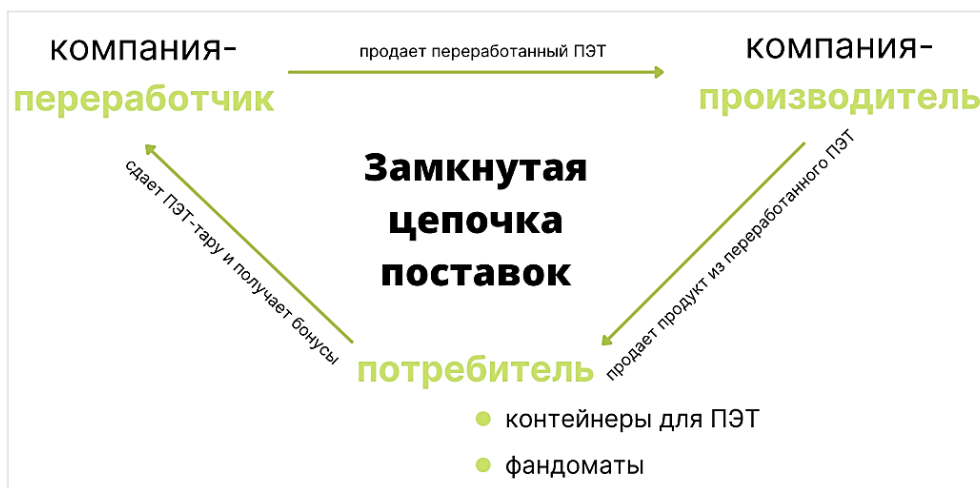 компания-
переработчик
продает переработанный ПЭТ
компания-
производитель
Замкнутая
цепочка
поставок
сдает ПЭТ-тару и получает бонусы
продает продукт из переработанного ПЭТ
потребитель
контейнеры для ПЭТ
фандоматы